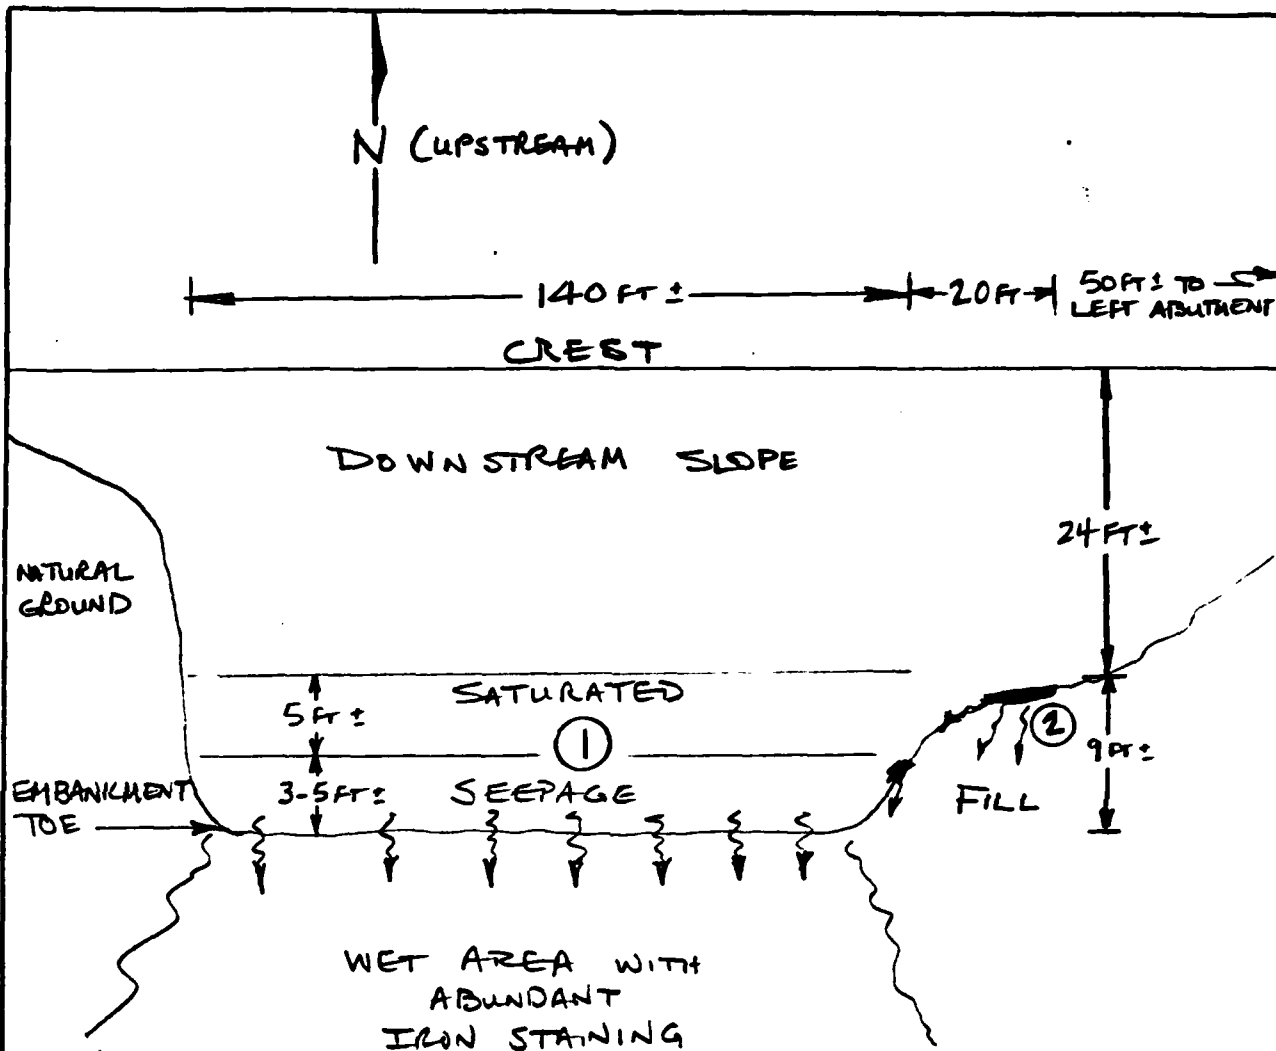 N (UPSTREAM)
140 FT ±
20 FT
50 FT ± TO
LEFT ABUTMENT
CREST
DOWNSTREAM SLOPE
24 FT ±
NATURAL
GROUND
SATURATED
5 FT ±
1
2
9 FT ±
EMBANKMENT
TOE
3-5 FT ±
SEEPAGE
FILL
WET AREA WITH
ABUNDANT
IRON STAINING